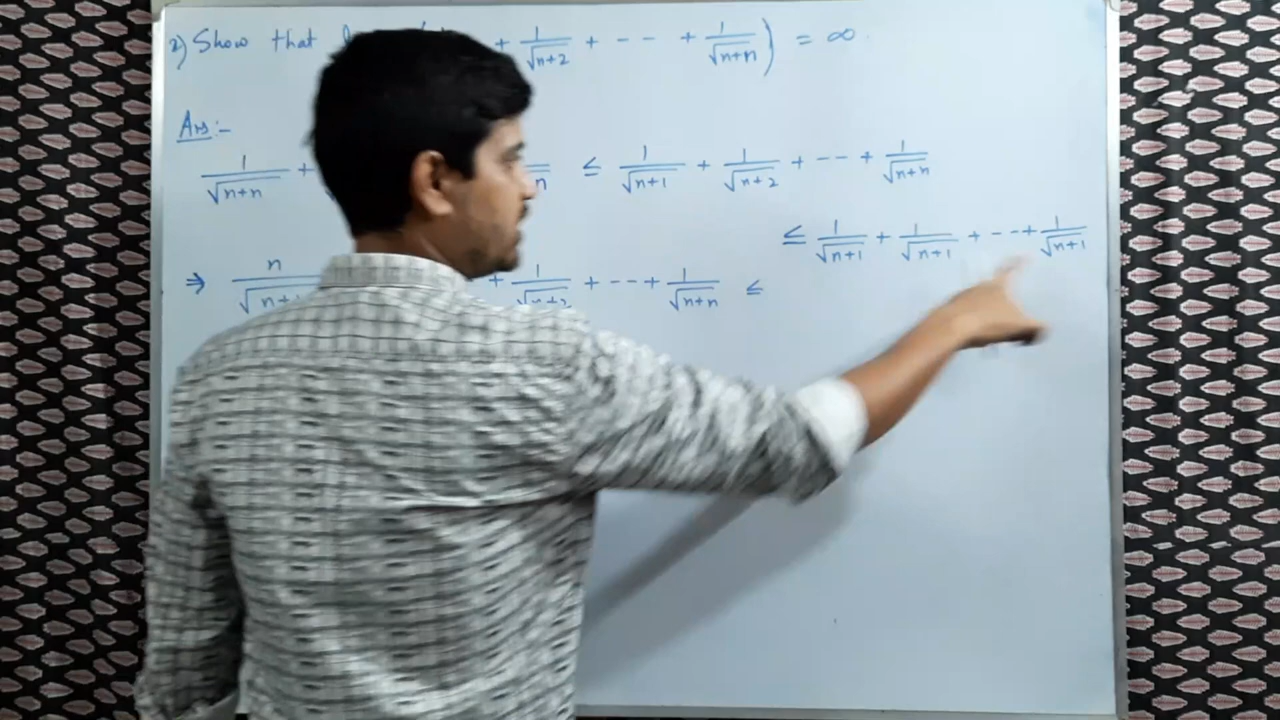 2) Show that + 1/√(n+2) + -- + 1/√(n+n) ) = ∞.
Ans:-
1/√(n+n) + n ≤ 1/√(n+1) + 1/√(n+2) + -- + 1/√(n+n)
≤ 1/√(n+1) + 1/√(n+1) + --+ 1/√(n+1)
⇒ n/√(n+ + 1/√(n+2) + --+ 1/√(n+n) ≤